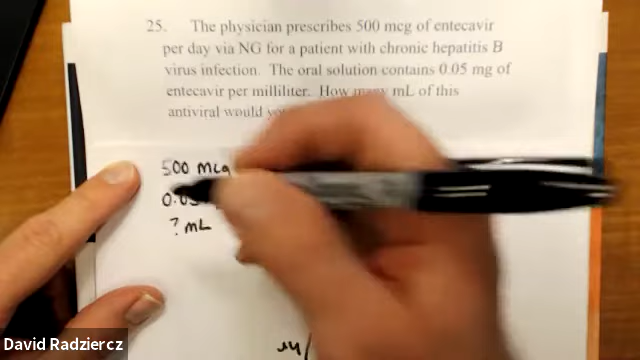 25. The physician prescribes 500 mcg of entecavir
per day via NG for a patient with chronic hepatitis B
virus infection. The oral solution contains 0.05 mg of
entecavir per milliliter. How many mL of this
antiviral would
500 mcg
0.05
? mL
David Radziercz